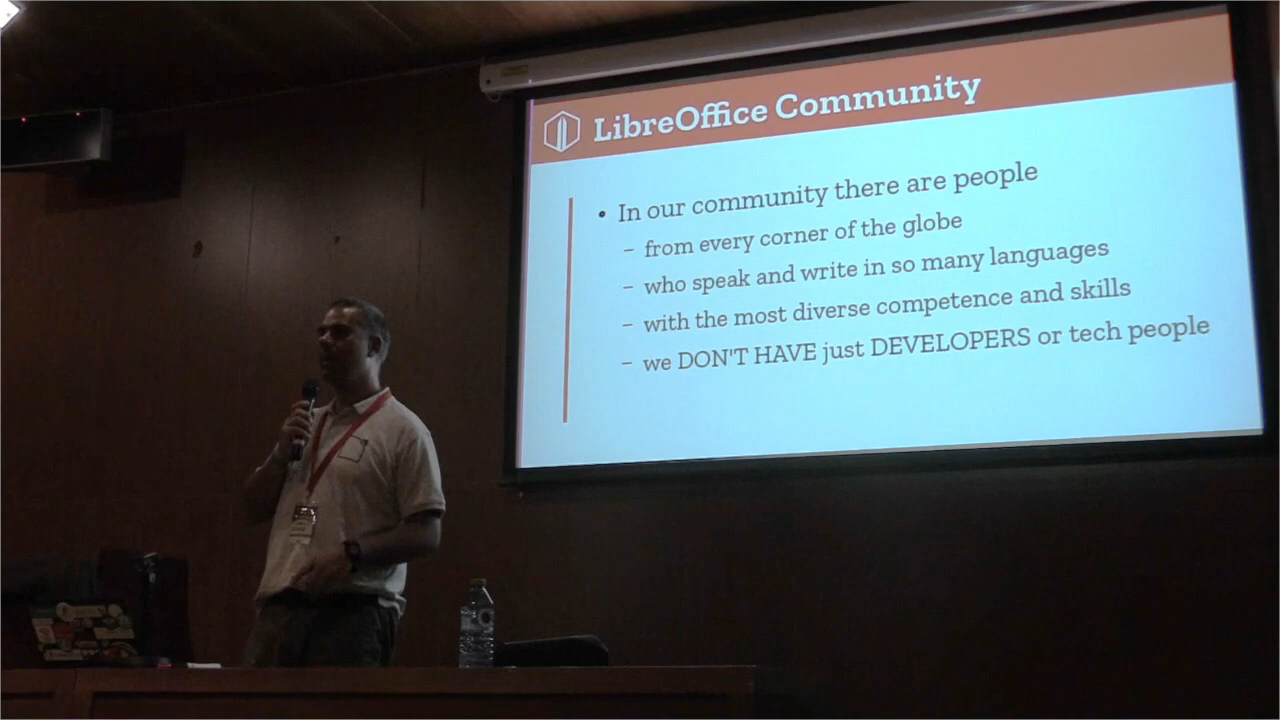 LibreOffice Community
• In our community there are people
– from every corner of the globe
– who speak and write in so many languages
– with the most diverse competence and skills
– we DON'T HAVE just DEVELOPERS or tech people